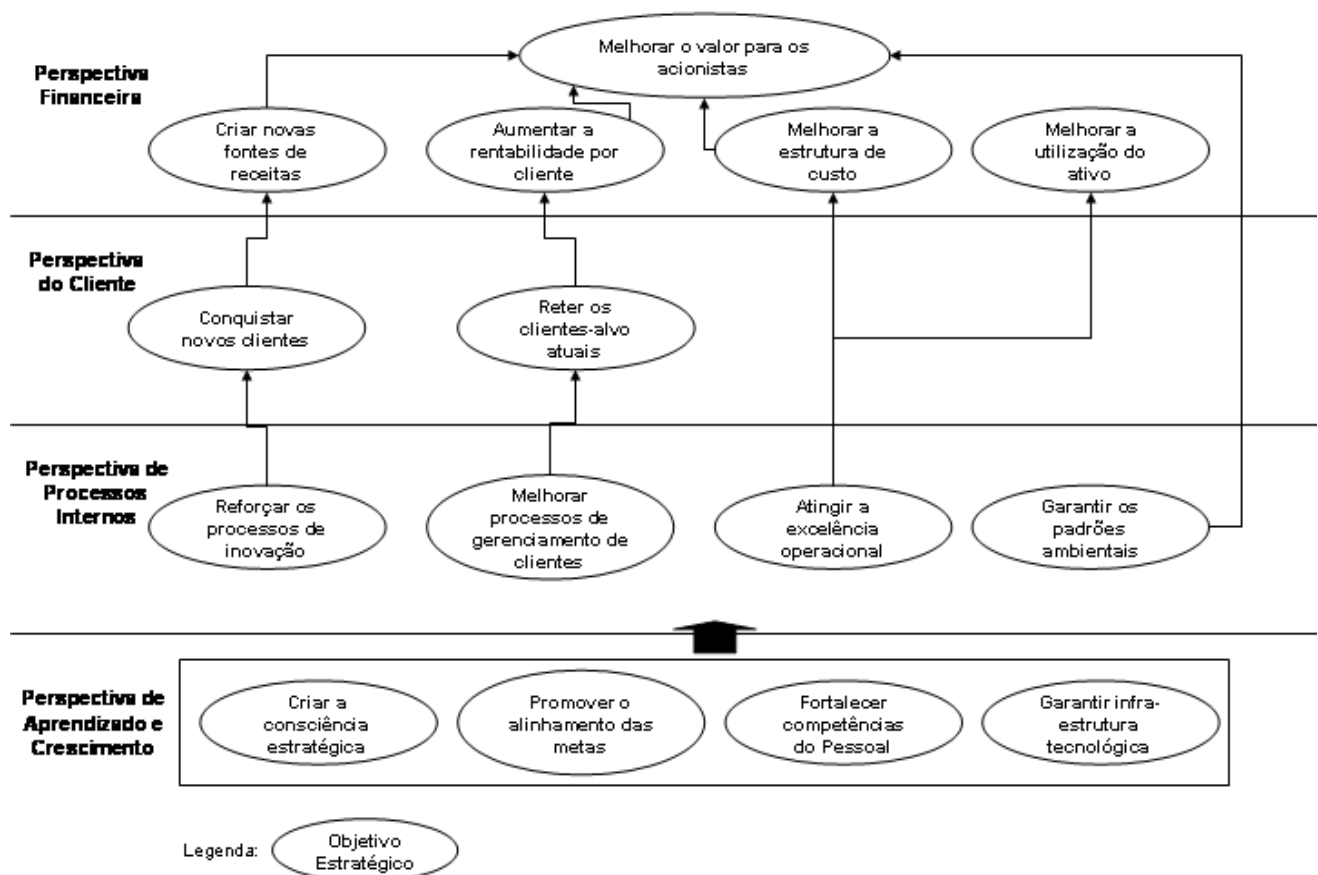 Perspectiva
Financeira
Melhorar o valor para os
acionistas
Criar novas
fontes de
receitas
Aumentar a
rentabilidade por
cliente
Melhorar a
estrutura de
custo
Melhorar a
utilização do
ativo
Perspectiva
do Cliente
Conquistar
novos clientes
Reter os
clientes-alvo
atuais
Perspectiva de
Processos
Internos
Reforçar os
processos de
inovação
Melhorar
processos de
gerenciamento de
clientes
Atingir a
excelência
operacional
Garantir os
padrões
ambientais
Perspectiva de
Aprendizado e
Crescimento
Criar a
consciência
estratégica
Promover o
alinhamento das
metas
Fortalecer
competências
do Pessoal
Garantir infra-
estrutura
tecnológica
Legenda:
Objetivo
Estratégico